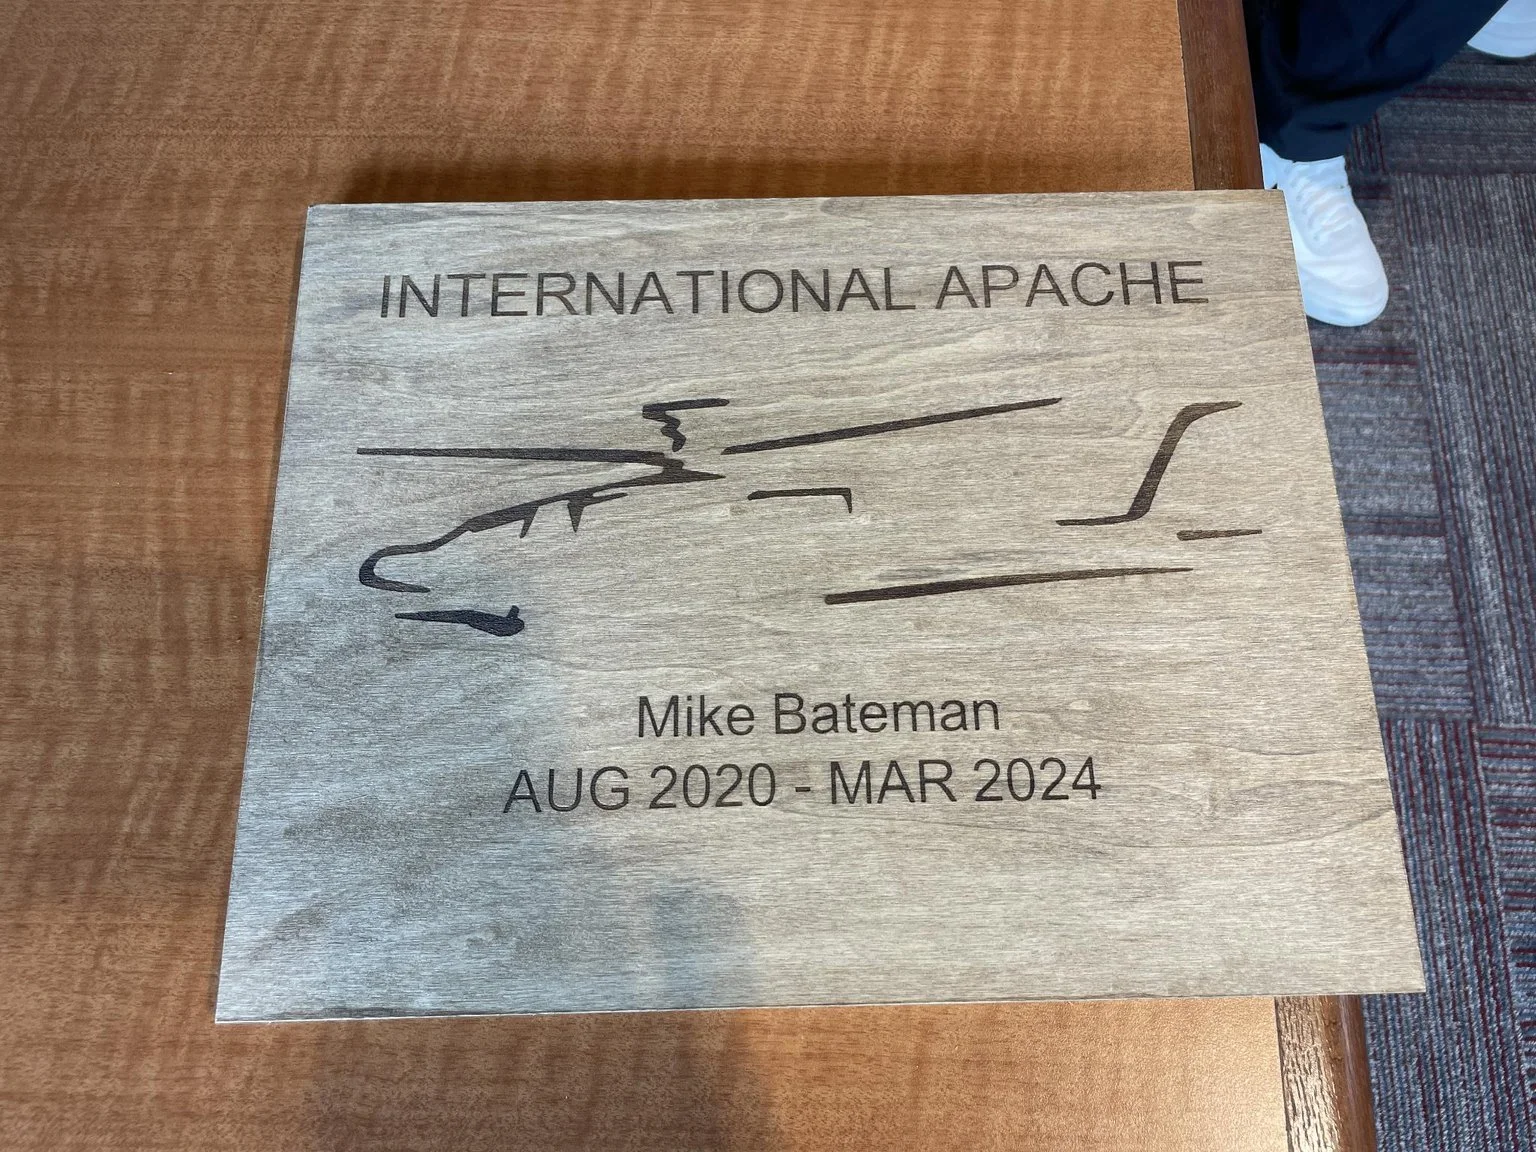 INTERNATIONAL APACHE
Mike Bateman
AUG 2020 - MAR 2024